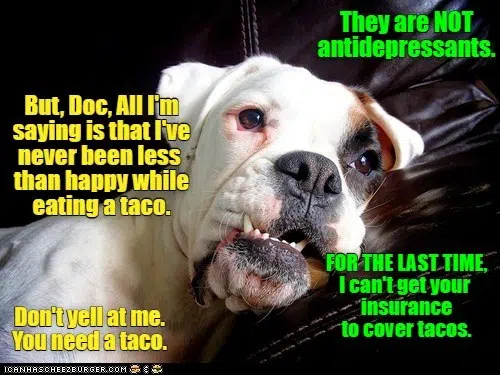 They are NOT
antidepressants.
But, Doc, All I'm
saying is that I've
never been less
than happy while
eating a taco.
FOR THE LAST TIME,
I can't get your
insurance
to cover tacos.
Don't yell at me.
You need a taco.
ICANHASCHEEZBURGER.COM